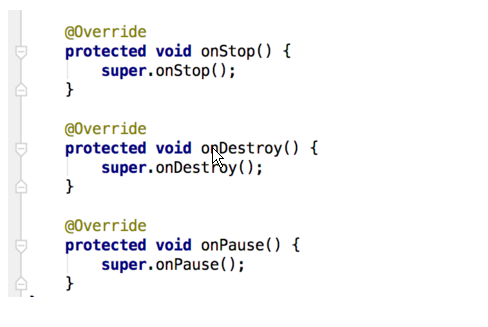 @Override
protected void onStop() {
super.onStop();
}
@Override
protected void onDestroy() {
super.onDestroy();
}
@Override
protected void onPause() {
super.onPause();
}